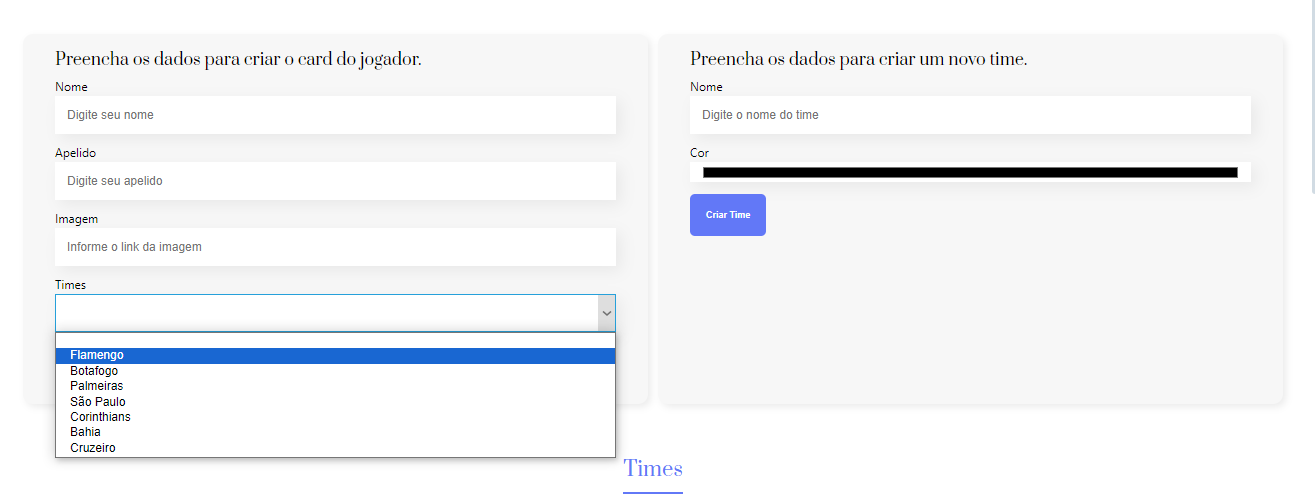 Preencha os dados para criar o card do jogador.
Nome
Digite seu nome
Apelido
Digite seu apelido
Imagem
Informe o link da imagem
Times
Flamengo
Botafogo
Palmeiras
São Paulo
Corinthians
Bahia
Cruzeiro
Preencha os dados para criar um novo time.
Nome
Digite o nome do time
Cor
Criar Time
Times